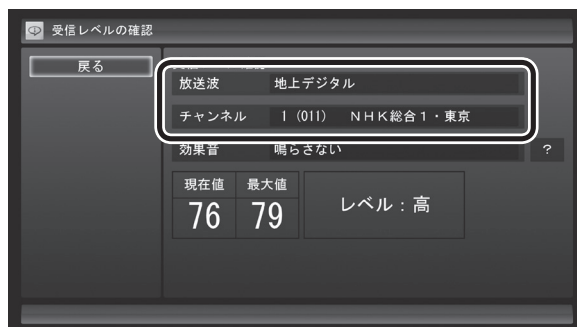 受信レベルの確認
戻る
放送波 地上デジタル
チャンネル 1 (011) NHK総合1・東京
効果音 鳴らさない ?
現在値 最大値
76 79 レベル：高